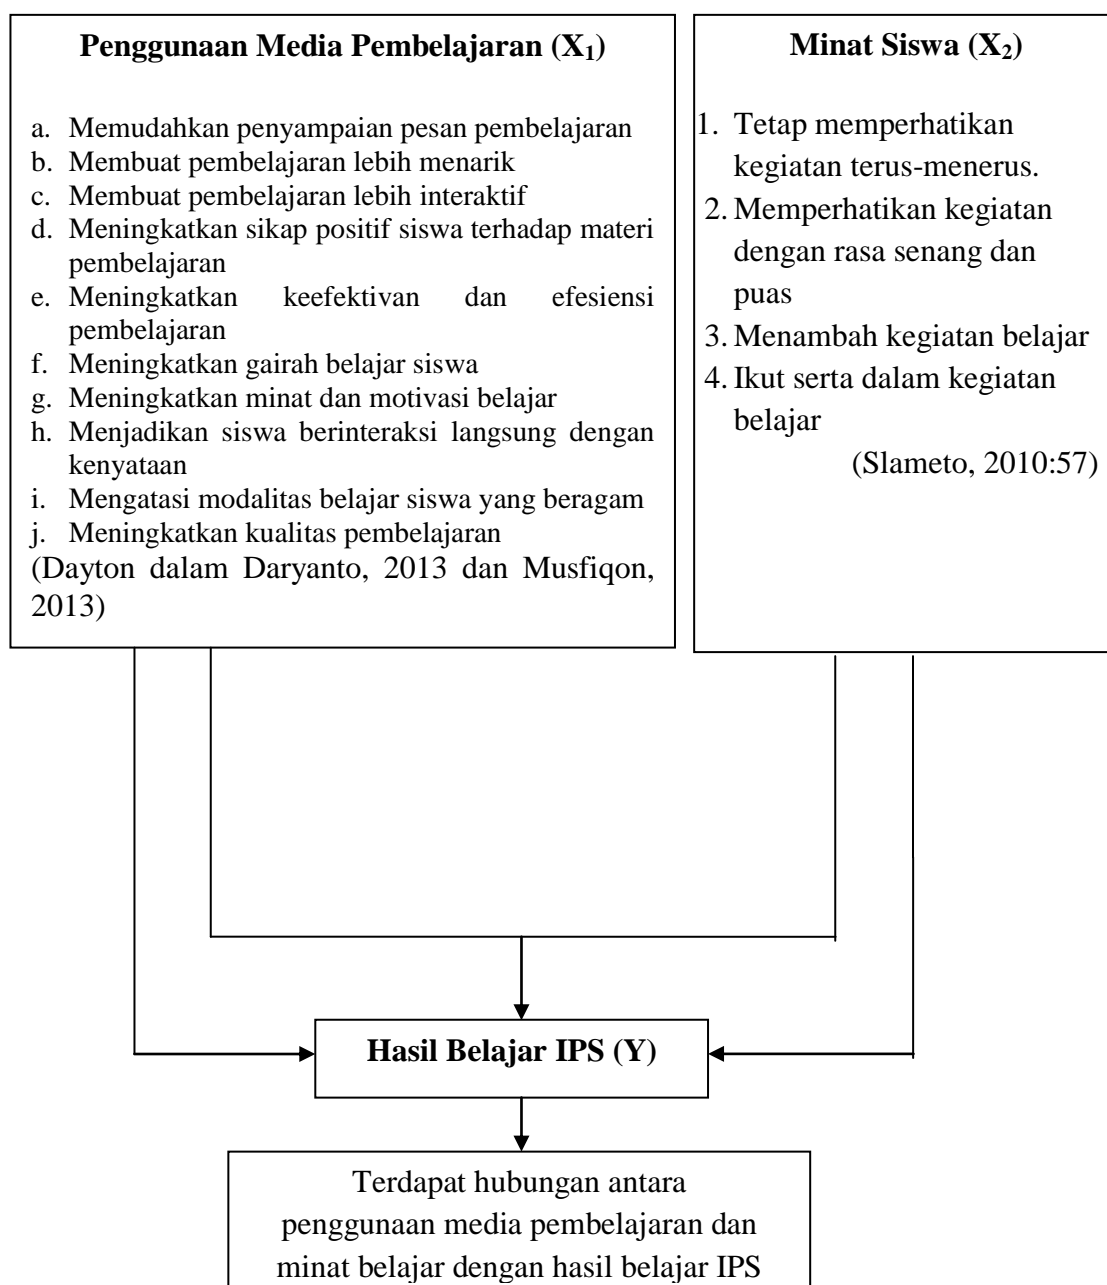 Penggunaan Media Pembelajaran (X₁)
a. Memudahkan penyampaian pesan pembelajaran
b. Membuat pembelajaran lebih menarik
c. Membuat pembelajaran lebih interaktif
d. Meningkatkan sikap positif siswa terhadap materi
pembelajaran
e. Meningkatkan keefektivan dan efesiensi
pembelajaran
f. Meningkatkan gairah belajar siswa
g. Meningkatkan minat dan motivasi belajar
h. Menjadikan siswa berinteraksi langsung dengan
kenyataan
i. Mengatasi modalitas belajar siswa yang beragam
j. Meningkatkan kualitas pembelajaran
(Dayton dalam Daryanto, 2013 dan Musfiqon,
2013)
Minat Siswa (X₂)
1. Tetap memperhatikan
kegiatan terus-menerus.
2. Memperhatikan kegiatan
dengan rasa senang dan
puas
3. Menambah kegiatan belajar
4. Ikut serta dalam kegiatan
belajar
(Slameto, 2010:57)
Hasil Belajar IPS (Y)
Terdapat hubungan antara
penggunaan media pembelajaran dan
minat belajar dengan hasil belajar IPS